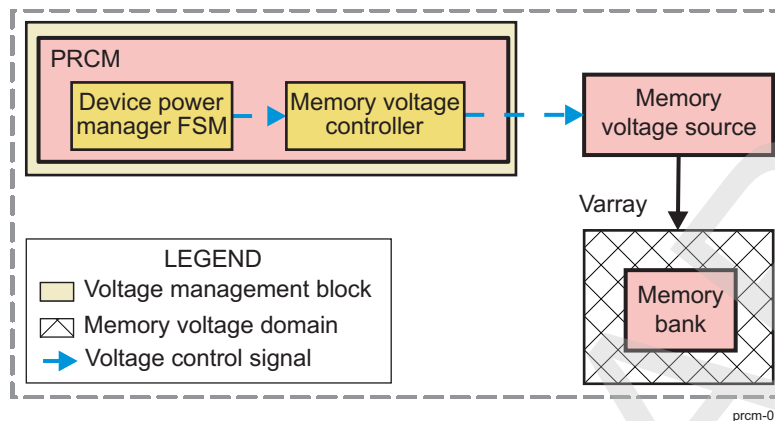 PRCM
Device power
manager FSM
Memory voltage
controller
Memory
voltage source
Varray
Memory
bank
LEGEND
Voltage management block
Memory voltage domain
Voltage control signal
prcm-0